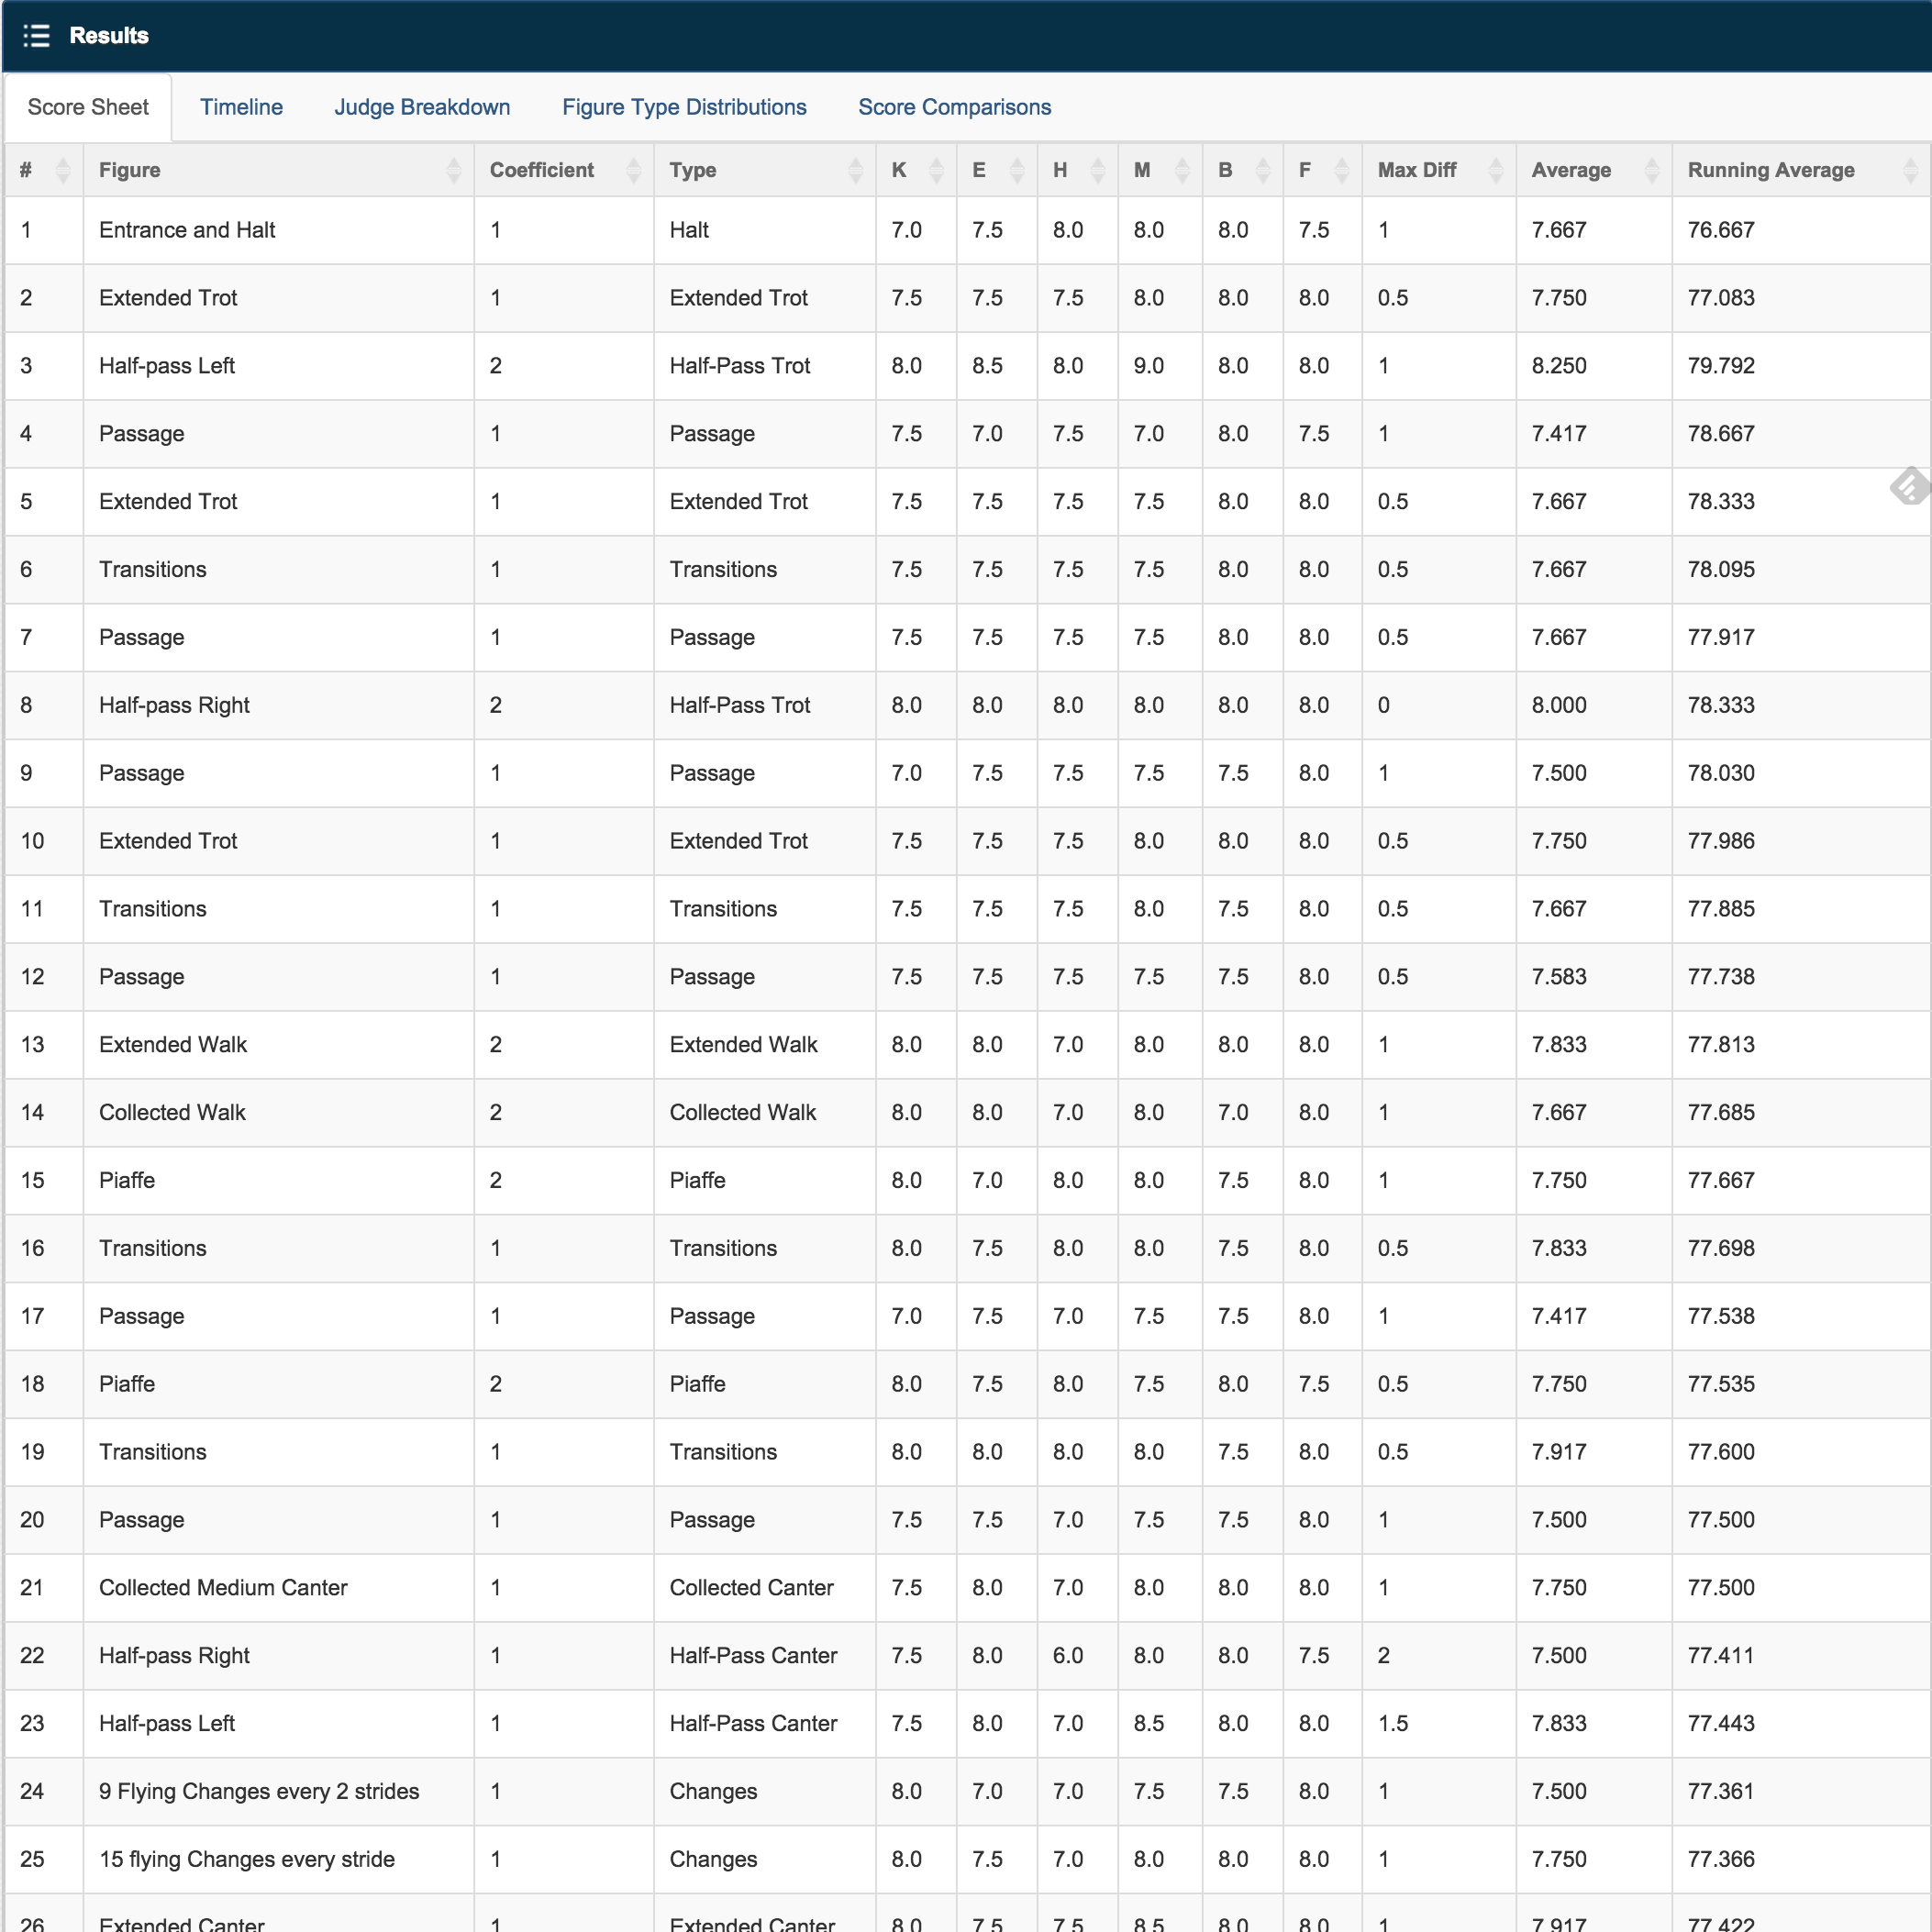 Results
Score Sheet Timeline Judge Breakdown Figure Type Distributions Score Comparisons
# Figure Coefficient Type K E H M B F Max Diff Average Running Average
1 Entrance and Halt 1 Halt 7.0 7.5 8.0 8.0 8.0 7.5 1 7.667 76.667
2 Extended Trot 1 Extended Trot 7.5 7.5 7.5 8.0 8.0 8.0 0.5 7.750 77.083
3 Half-pass Left 2 Half-Pass Trot 8.0 8.5 8.0 9.0 8.0 8.0 1 8.250 79.792
4 Passage 1 Passage 7.5 7.0 7.5 7.0 8.0 7.5 1 7.417 78.667
5 Extended Trot 1 Extended Trot 7.5 7.5 7.5 7.5 8.0 8.0 0.5 7.667 78.333
6 Transitions 1 Transitions 7.5 7.5 7.5 7.5 8.0 8.0 0.5 7.667 78.095
7 Passage 1 Passage 7.5 7.5 7.5 7.5 8.0 8.0 0.5 7.667 77.917
8 Half-pass Right 2 Half-Pass Trot 8.0 8.0 8.0 8.0 8.0 8.0 0 8.000 78.333
9 Passage 1 Passage 7.0 7.5 7.5 7.5 7.5 8.0 1 7.500 78.030
10 Extended Trot 1 Extended Trot 7.5 7.5 7.5 8.0 8.0 8.0 0.5 7.750 77.986
11 Transitions 1 Transitions 7.5 7.5 7.5 8.0 7.5 8.0 0.5 7.667 77.885
12 Passage 1 Passage 7.5 7.5 7.5 7.5 7.5 8.0 0.5 7.583 77.738
13 Extended Walk 2 Extended Walk 8.0 8.0 7.0 8.0 8.0 8.0 1 7.833 77.813
14 Collected Walk 2 Collected Walk 8.0 8.0 7.0 8.0 7.0 8.0 1 7.667 77.685
15 Piaffe 2 Piaffe 8.0 7.0 8.0 8.0 7.5 8.0 1 7.750 77.667
16 Transitions 1 Transitions 8.0 7.5 8.0 8.0 7.5 8.0 0.5 7.833 77.698
17 Passage 1 Passage 7.0 7.5 7.0 7.5 7.5 8.0 1 7.417 77.538
18 Piaffe 2 Piaffe 8.0 7.5 8.0 7.5 8.0 7.5 0.5 7.750 77.535
19 Transitions 1 Transitions 8.0 8.0 8.0 8.0 7.5 8.0 0.5 7.917 77.600
20 Passage 1 Passage 7.5 7.5 7.0 7.5 7.5 8.0 1 7.500 77.500
21 Collected Medium Canter 1 Collected Canter 7.5 8.0 7.0 8.0 8.0 8.0 1 7.750 77.500
22 Half-pass Right 1 Half-Pass Canter 7.5 8.0 6.0 8.0 8.0 7.5 2 7.500 77.411
23 Half-pass Left 1 Half-Pass Canter 7.5 8.0 7.0 8.5 8.0 8.0 1.5 7.833 77.443
24 9 Flying Changes every 2 strides 1 Changes 8.0 7.0 7.0 7.5 7.5 8.0 1 7.500 77.361
25 15 flying Changes every stride 1 Changes 8.0 7.5 7.0 8.0 8.0 8.0 1 7.750 77.366
26 Extended Canter 1 Extended Canter 8.0 7.5 7.5 8.5 8.0 8.0 1 7.917 77.422